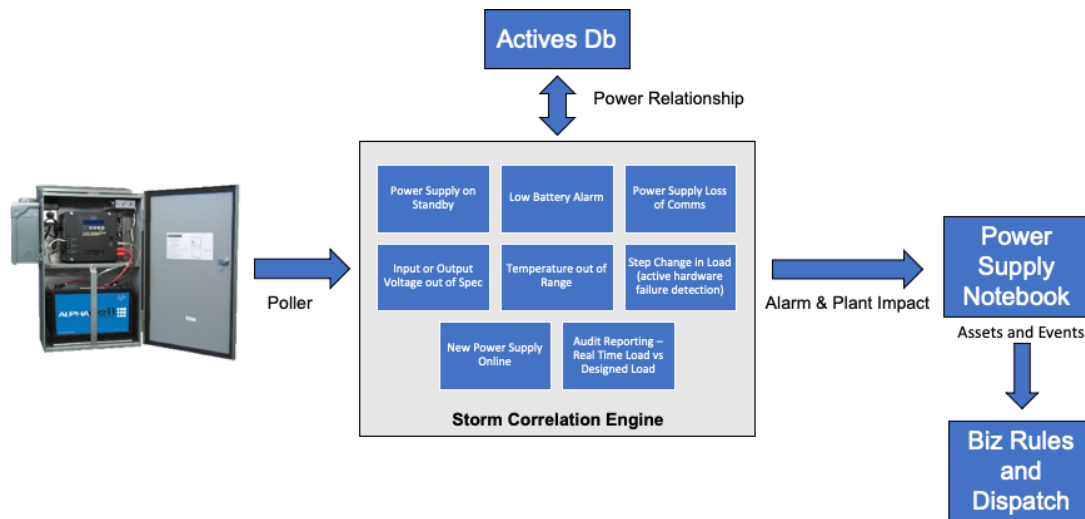 Actives Db
Power Relationship
Power Supply on
Standby
Low Battery Alarm
Power Supply Loss
of Comms
Input or Output
Voltage out of Spec
Temperature out of
Range
Step Change in Load
(active hardware
failure detection)
New Power Supply
Online
Audit Reporting –
Real Time Load vs
Designed Load
Storm Correlation Engine
ALPHA cell
Poller
Alarm & Plant Impact
Power
Supply
Notebook
Assets and Events
Biz Rules
and
Dispatch